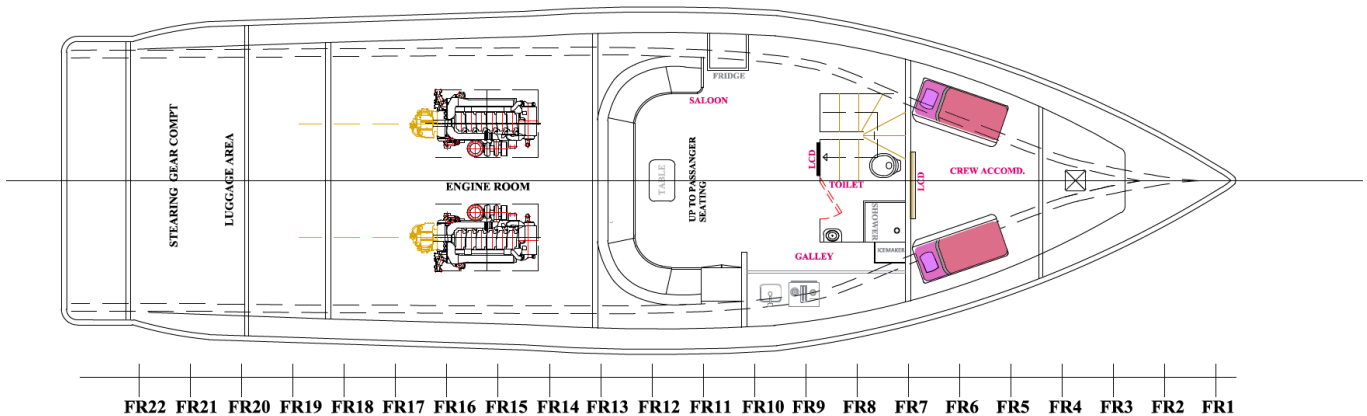 FRIDGE
SALOON
STEARING GEAR COMPT
LUGGAGE AREA
ENGINE ROOM
TABLE
UP TO PASSANGER
SEATING
LCD
TOILET
LCD
CREW ACCOMD.
SHOWER
ICEMAKER
GALLEY
FR22 FR21 FR20 FR19 FR18 FR17 FR16 FR15 FR14 FR13 FR12 FR11 FR10 FR9 FR8 FR7 FR6 FR5 FR4 FR3 FR2 FR1